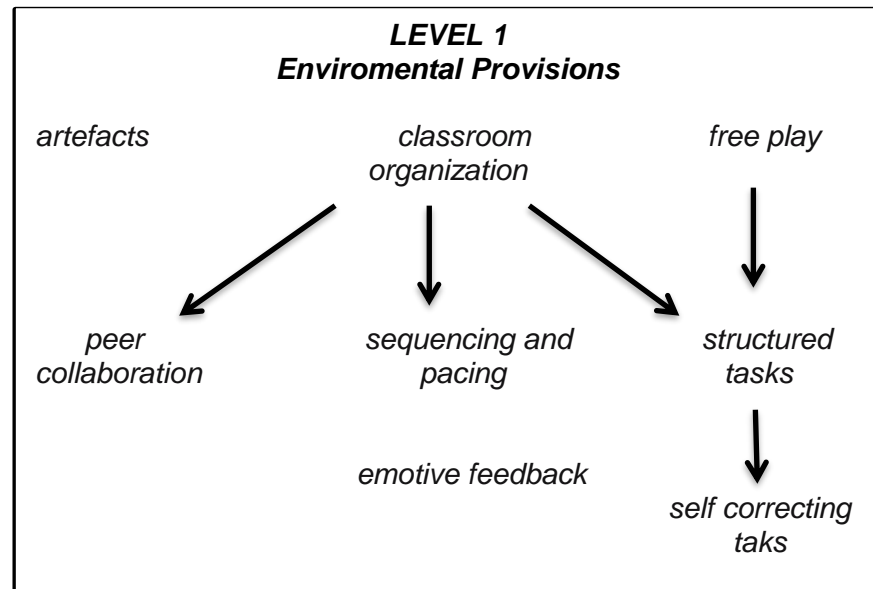 LEVEL 1
Enviromental Provisions
artefacts
classroom
organization
free play
peer
collaboration
sequencing and
pacing
structured
tasks
emotive feedback
self correcting
taks